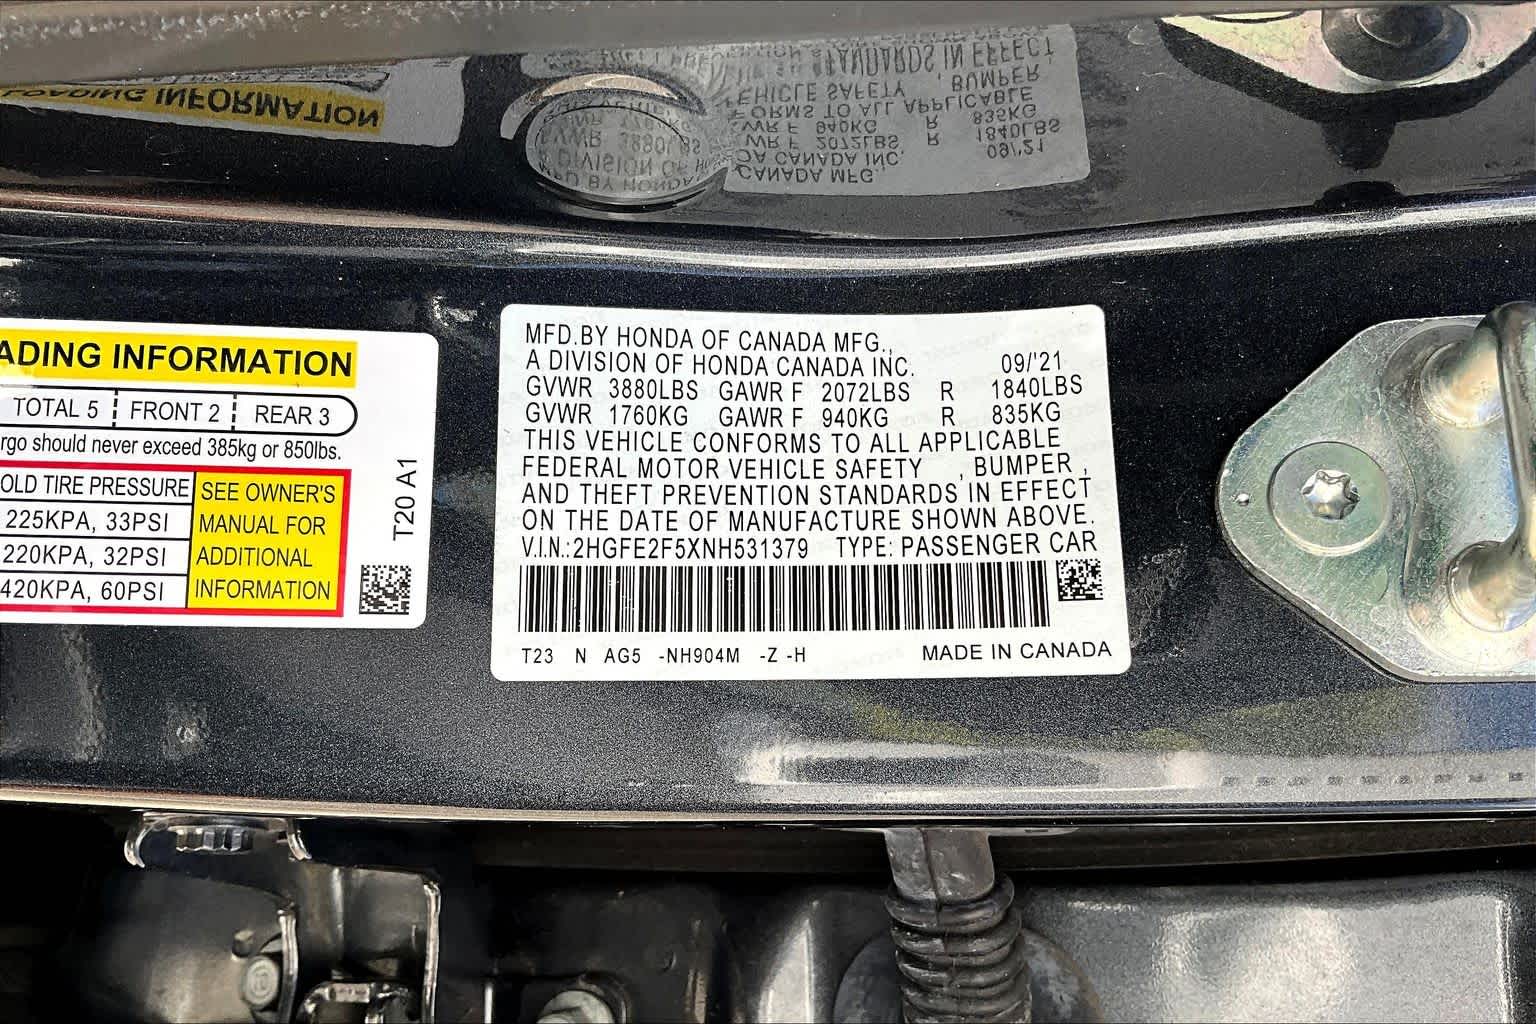 ADING INFORMATION
TOTAL 5 FRONT 2 REAR 3
rgo should never exceed 385kg or 850lbs.
OLD TIRE PRESSURE
225KPA, 33PSI
220KPA, 32PSI
420KPA, 60PSI
SEE OWNER'S
MANUAL FOR
ADDITIONAL
INFORMATION
T20 A1
MFD.BY HONDA OF CANADA MFG.,
A DIVISION OF HONDA CANADA INC. 09/'21
GVWR 3880LBS GAWR F 2072LBS R 1840LBS
GVWR 1760KG GAWR F 940KG R 835KG
THIS VEHICLE CONFORMS TO ALL APPLICABLE
FEDERAL MOTOR VEHICLE SAFETY , BUMPER ,
AND THEFT PREVENTION STANDARDS IN EFFECT
ON THE DATE OF MANUFACTURE SHOWN ABOVE.
V.I.N.:2HGFE2F5XNH531379 TYPE: PASSENGER CAR
T23 N AG5 -NH904M -Z -H MADE IN CANADA